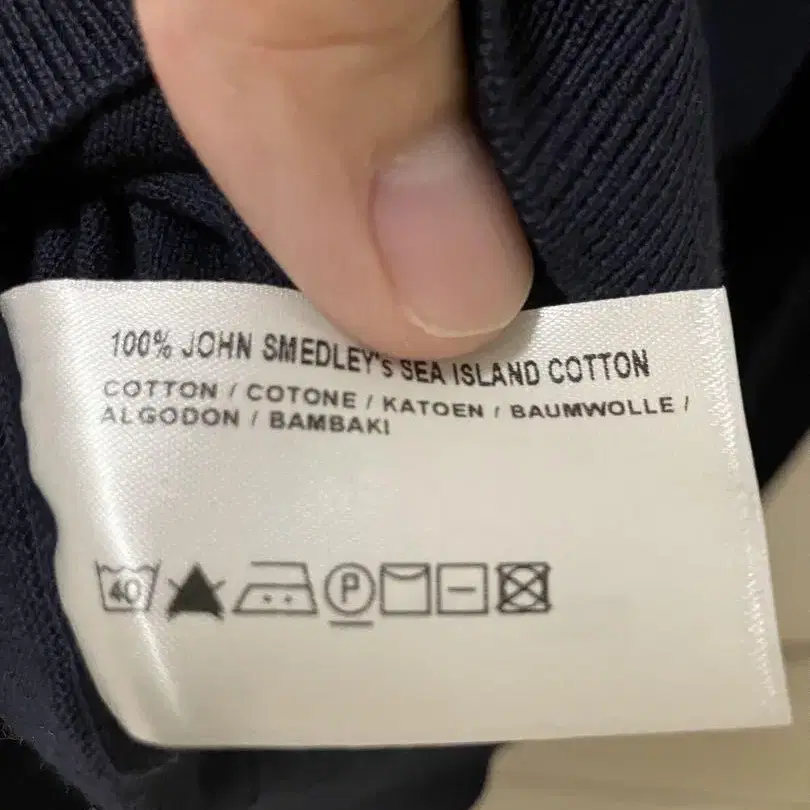 100% JOHN SMEDLEY's SEA ISLAND COTTON
COTTON / COTONE / KATOEN / BAUMWOLLE /
ALGODON / BAMBAKI
40 P